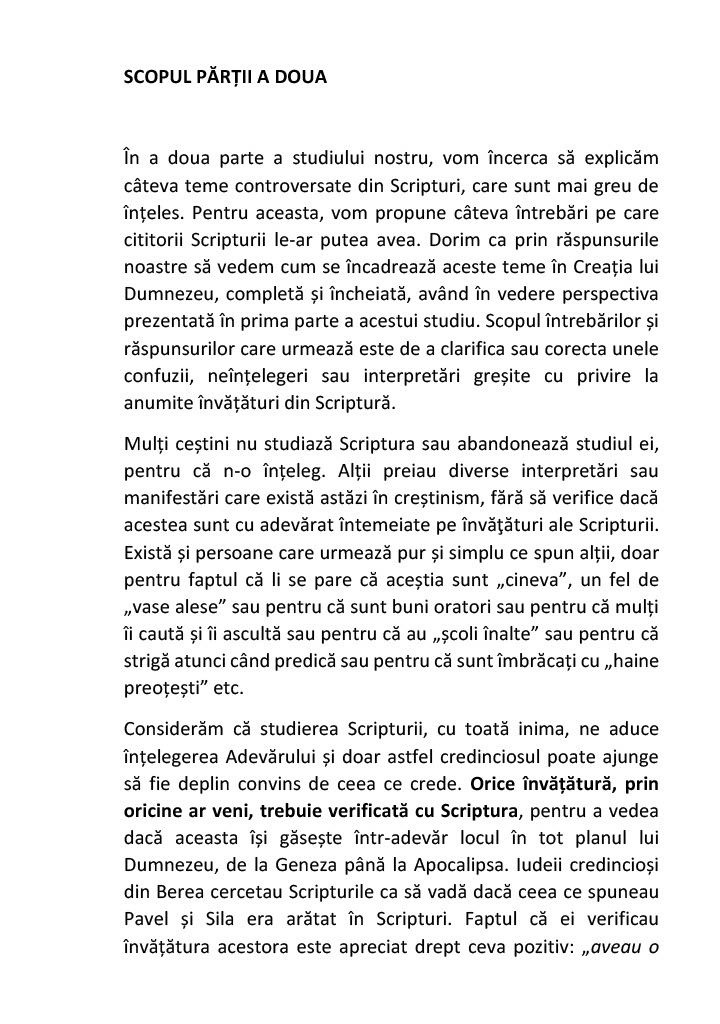 SCOPUL PĂRȚII A DOUA
În a doua parte a studiului nostru, vom încerca să explicăm
câteva teme controversate din Scripturi, care sunt mai greu de
înțeles. Pentru aceasta, vom propune câteva întrebări pe care
cititorii Scripturii le-ar putea avea. Dorim ca prin răspunsurile
noastre să vedem cum se încadrează aceste teme în Creația lui
Dumnezeu, completă și încheiată, având în vedere perspectiva
prezentată în prima parte a acestui studiu. Scopul întrebărilor și
răspunsurilor care urmează este de a clarifica sau corecta unele
confuzii, neînțelegeri sau interpretări greșite cu privire la
anumite învățături din Scriptură.
Mulți ceștini nu studiază Scriptura sau abandonează studiul ei,
pentru că n-o înțeleg. Alții preiau diverse interpretări sau
manifestări care există astăzi în creștinism, fără să verifice dacă
acestea sunt cu adevărat întemeiate pe învăţături ale Scripturii.
Există și persoane care urmează pur și simplu ce spun alții, doar
pentru faptul că li se pare că aceștia sunt „cineva”, un fel de
„vase alese” sau pentru că sunt buni oratori sau pentru că mulți
îi caută și îi ascultă sau pentru că au „școli înalte” sau pentru că
strigă atunci când predică sau pentru că sunt îmbrăcați cu „haine
preoțești” etc.
Considerăm că studierea Scripturii, cu toată inima, ne aduce
înțelegerea Adevărului și doar astfel credinciosul poate ajunge
să fie deplin convins de ceea ce crede. Orice învățătură, prin
oricine ar veni, trebuie verificată cu Scriptura, pentru a vedea
dacă aceasta își găsește într-adevăr locul în tot planul lui
Dumnezeu, de la Geneza până la Apocalipsa. Iudeii credincioși
din Berea cercetau Scripturile ca să vadă dacă ceea ce spuneau
Pavel și Sila era arătat în Scripturi. Faptul că ei verificau
învățătura acestora este apreciat drept ceva pozitiv: „aveau o